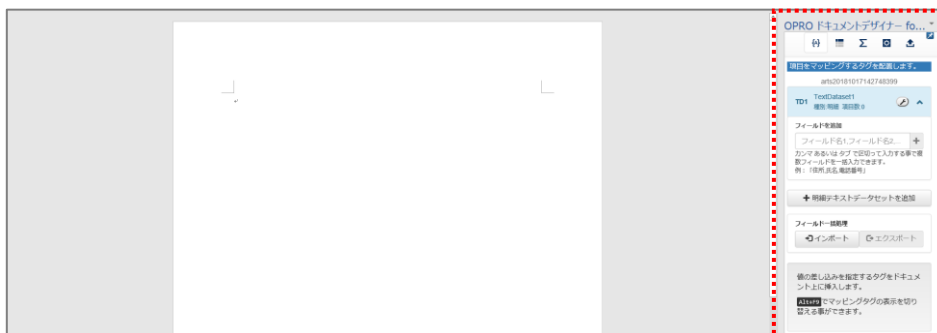 OPRO ドキュメントデザイナー fo...
項目をマッピングするタグを配置します。
arts20181017142748399
TD1 TextDataset1
種別:明細 項目数:0
フィールドを追加
フィールド名1,フィールド名2...
カンマ あるいは タブ で区切って入力する事で複
数フィールドを一括入力できます。
例：「住所,氏名,電話番号」
明細テキストデータセットを追加
フィールド一括処理
インポート エクスポート
値の差し込みを指定するタグをドキュメ
ント上に挿入します。
Alt+F9 でマッピングタグの表示を切り
替える事ができます。